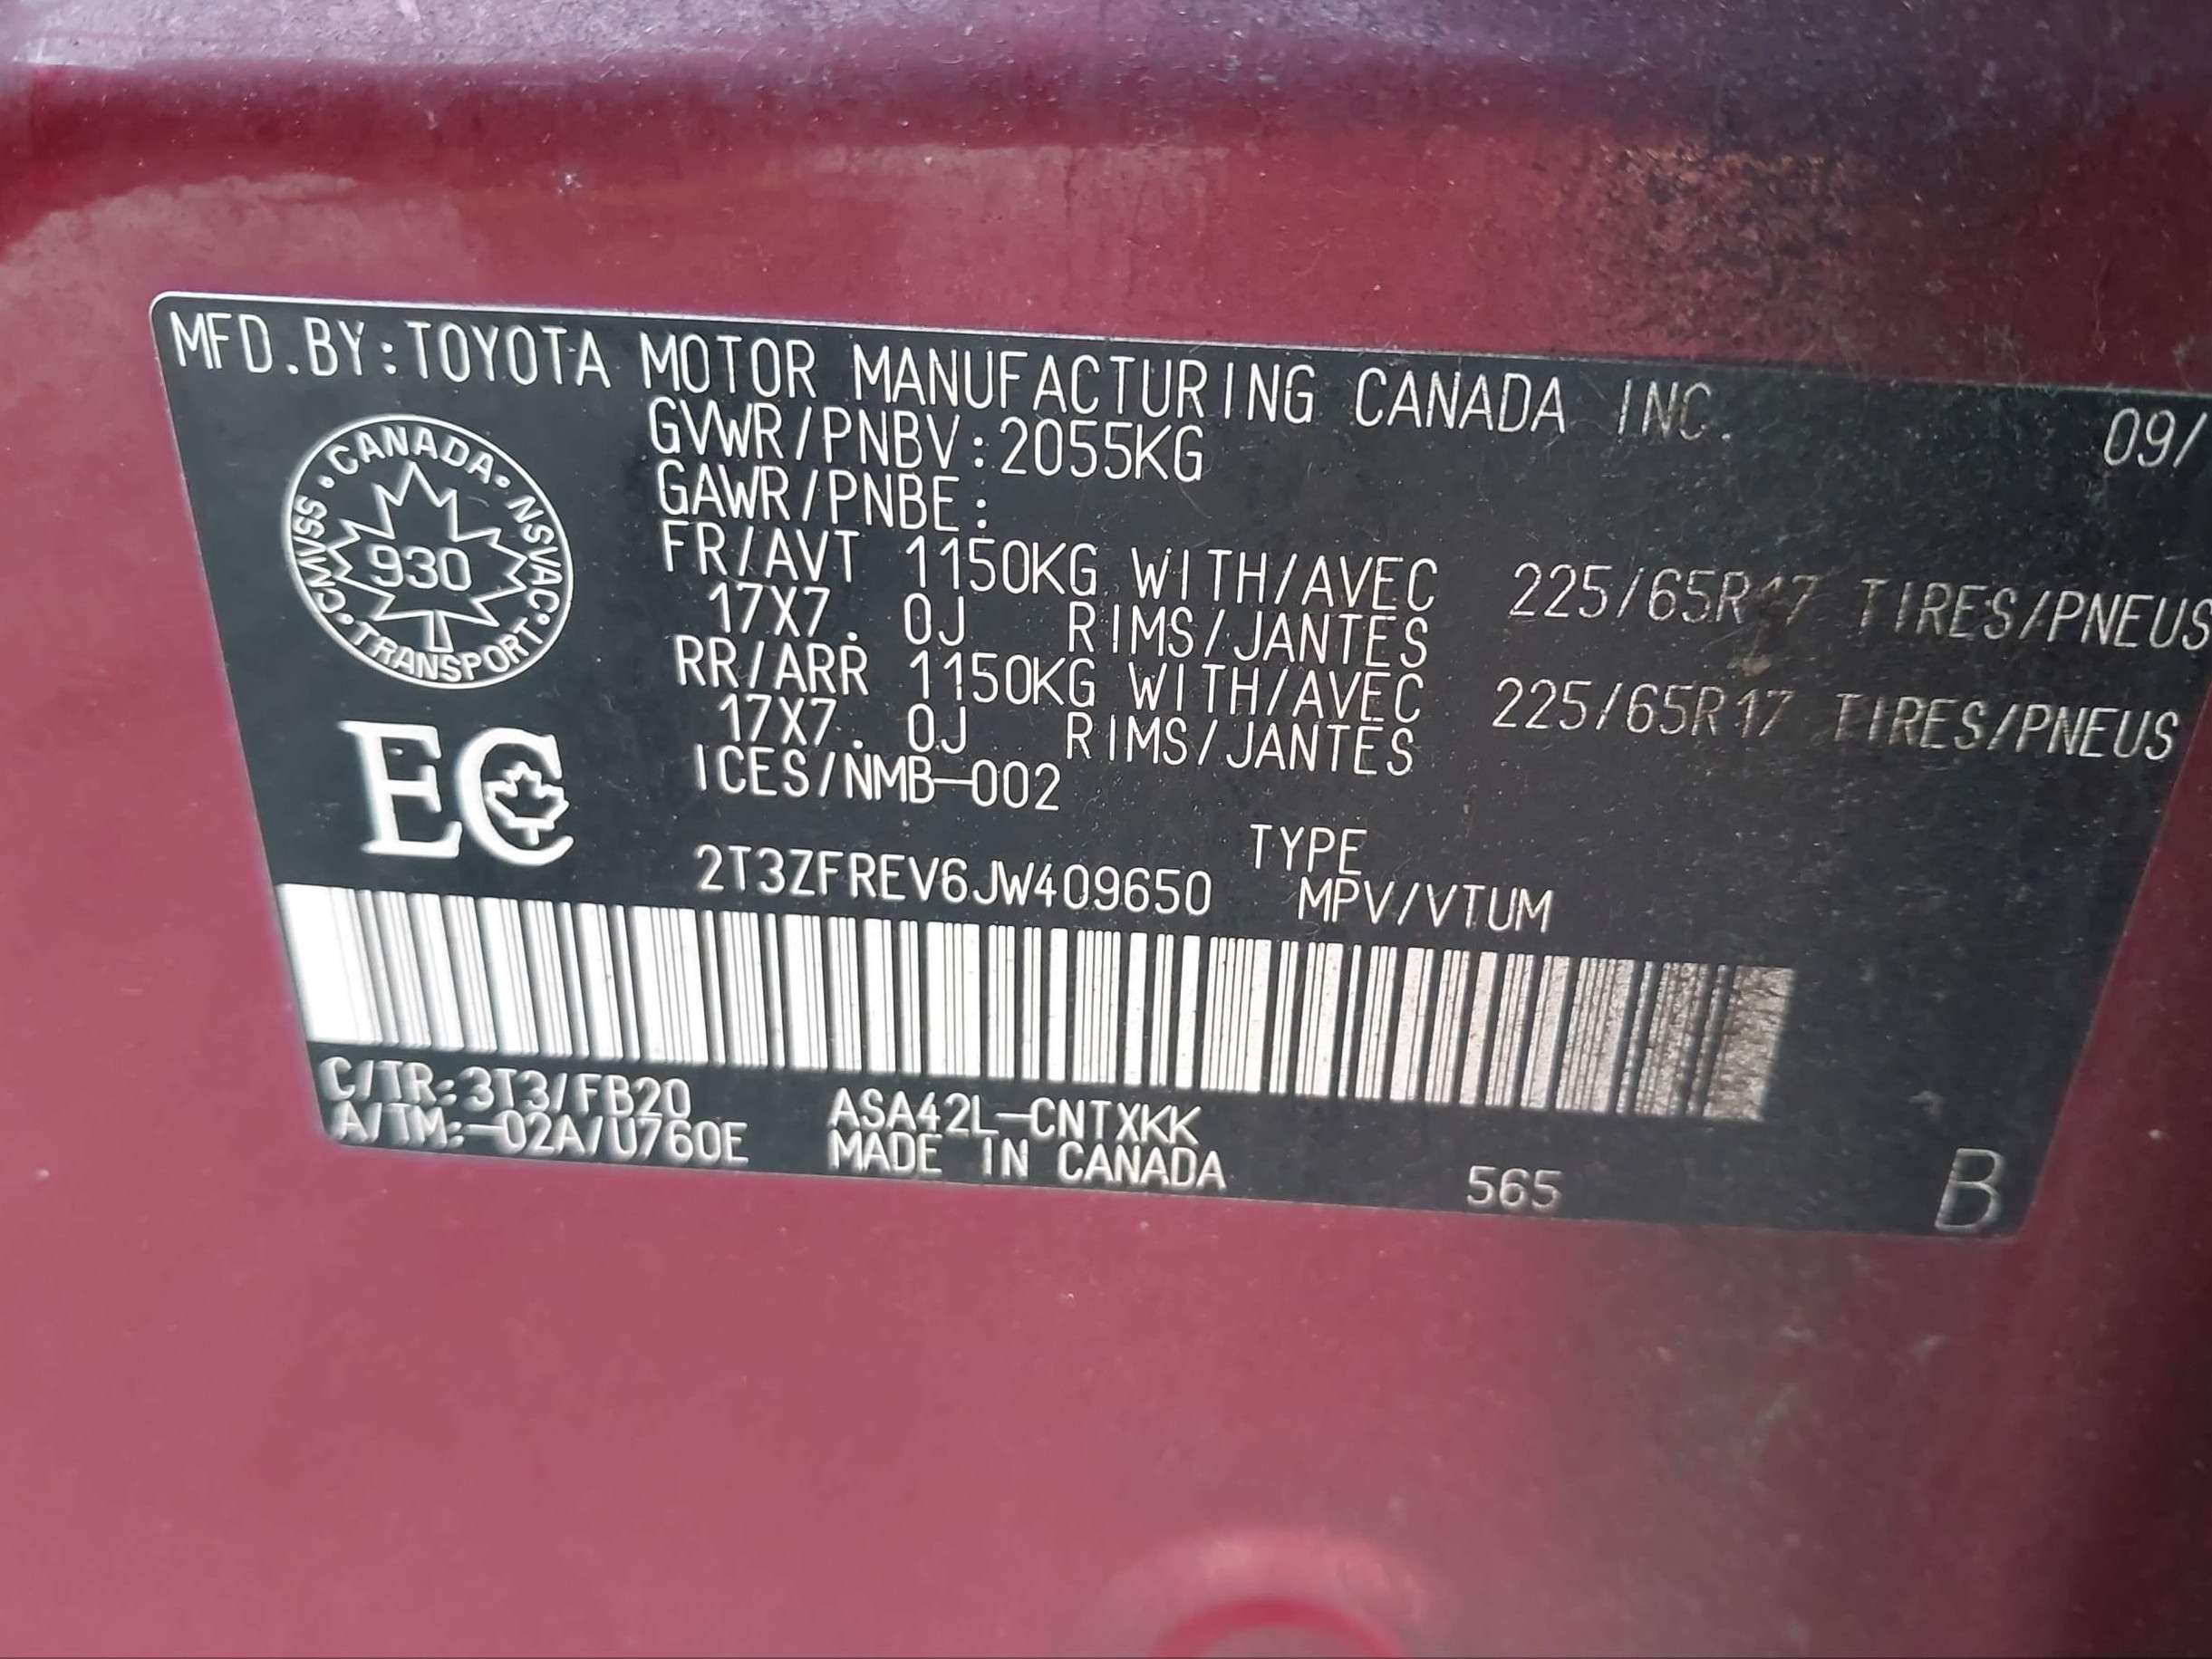 MFD.BY:TOYOTA MOTOR MANUFACTURING CANADA INC. 09/
GVWR/PNBV:2055KG
GAWR/PNBE:
FR/AVT 1150KG WITH/AVEC 225/65R17 TIRES/PNEUS
17X7. 0J RIMS/JANTES
RR/ARR 1150KG WITH/AVEC 225/65R17 TIRES/PNEUS
17X7. 0J RIMS/JANTES
ICES/NMB-002
CANADA
NSVAC
TRANSPORT
CMVSS
930
EC
TYPE
2T3ZFREV6JW409650 MPV/VTUM
C/TR:3T3/FB20 ASA42L-CNTXKK
A/TM:-02A/U760E MADE IN CANADA 565 B